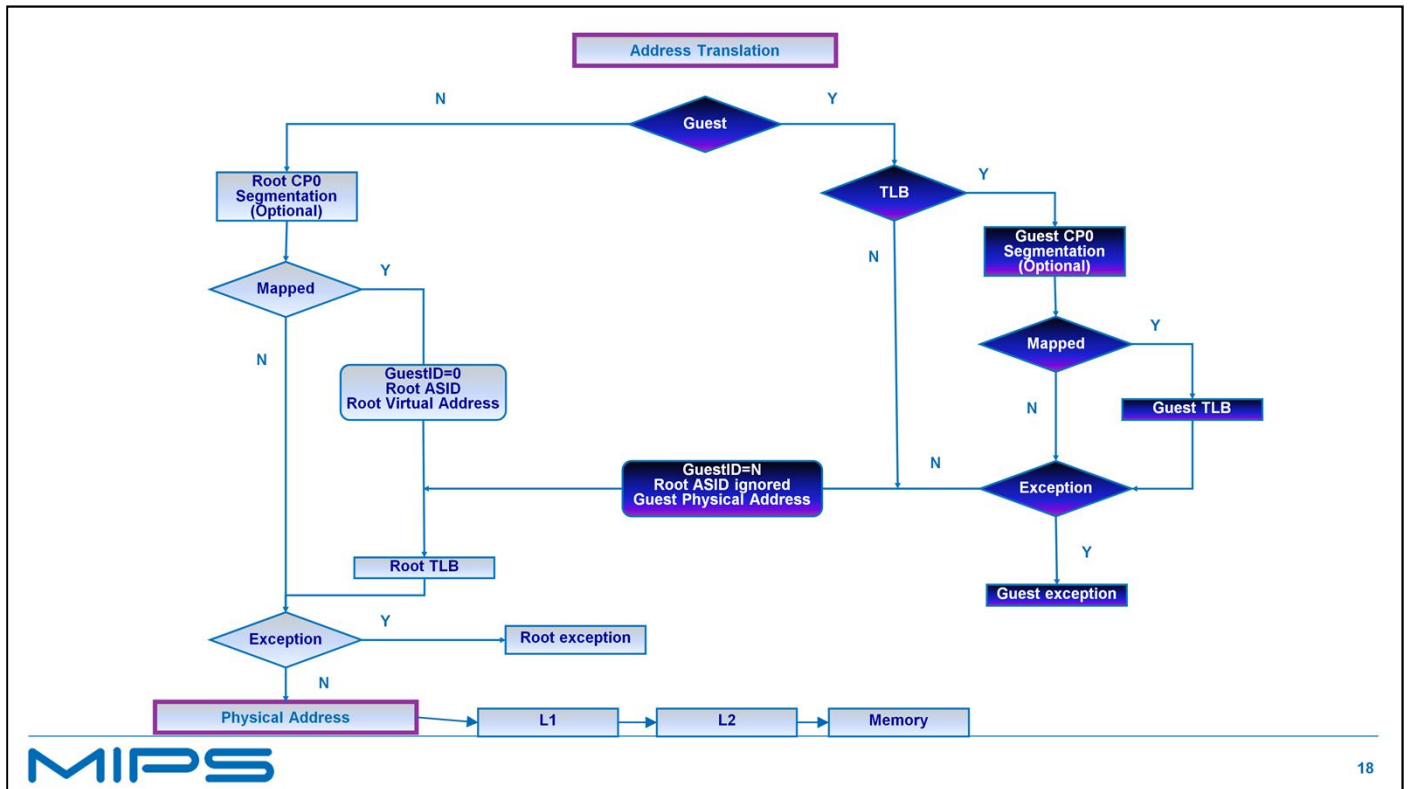 Address Translation
N
Y
Guest
Root CP0
Segmentation
(Optional)
TLB
Y
Guest CP0
Segmentation
(Optional)
N
Mapped
Y
N
Mapped
Y
N
Guest TLB
GuestID=0
Root ASID
Root Virtual Address
GuestID=N
Root ASID ignored
Guest Physical Address
N
Exception
Y
Guest exception
Root TLB
Exception
Y
Root exception
N
Physical Address
L1
L2
Memory
MIPS
18